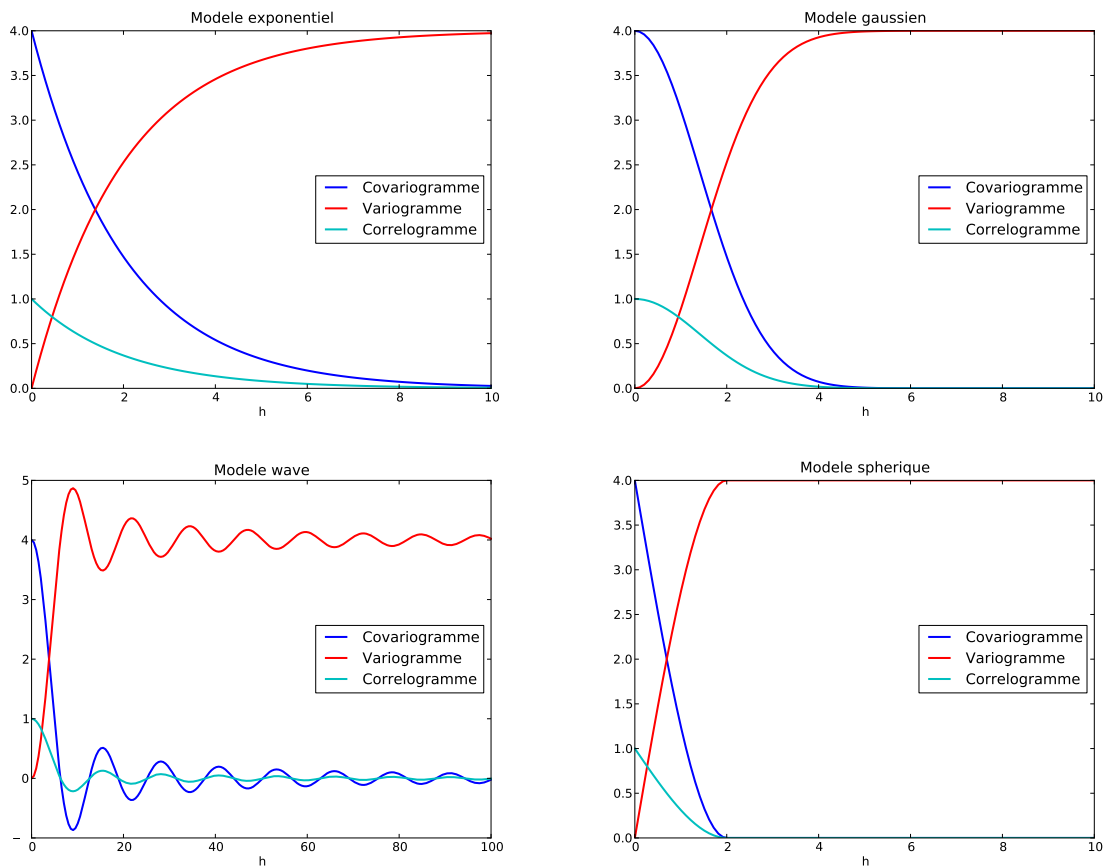 Modele exponentiel
4.0
3.5
3.0
2.5
2.0
1.5
1.0
0.5
0.0
0 2 4 6 8 10
h
Covariogramme
Variogramme
Correlogramme
Modele gaussien
4.0
3.5
3.0
2.5
2.0
1.5
1.0
0.5
0.0
0 2 4 6 8 10
h
Covariogramme
Variogramme
Correlogramme
Modele wave
5
4
3
2
1
0
−
0 20 40 60 80 100
h
Covariogramme
Variogramme
Correlogramme
Modele spherique
4.0
3.5
3.0
2.5
2.0
1.5
1.0
0.5
0.0
0 2 4 6 8 10
h
Covariogramme
Variogramme
Correlogramme